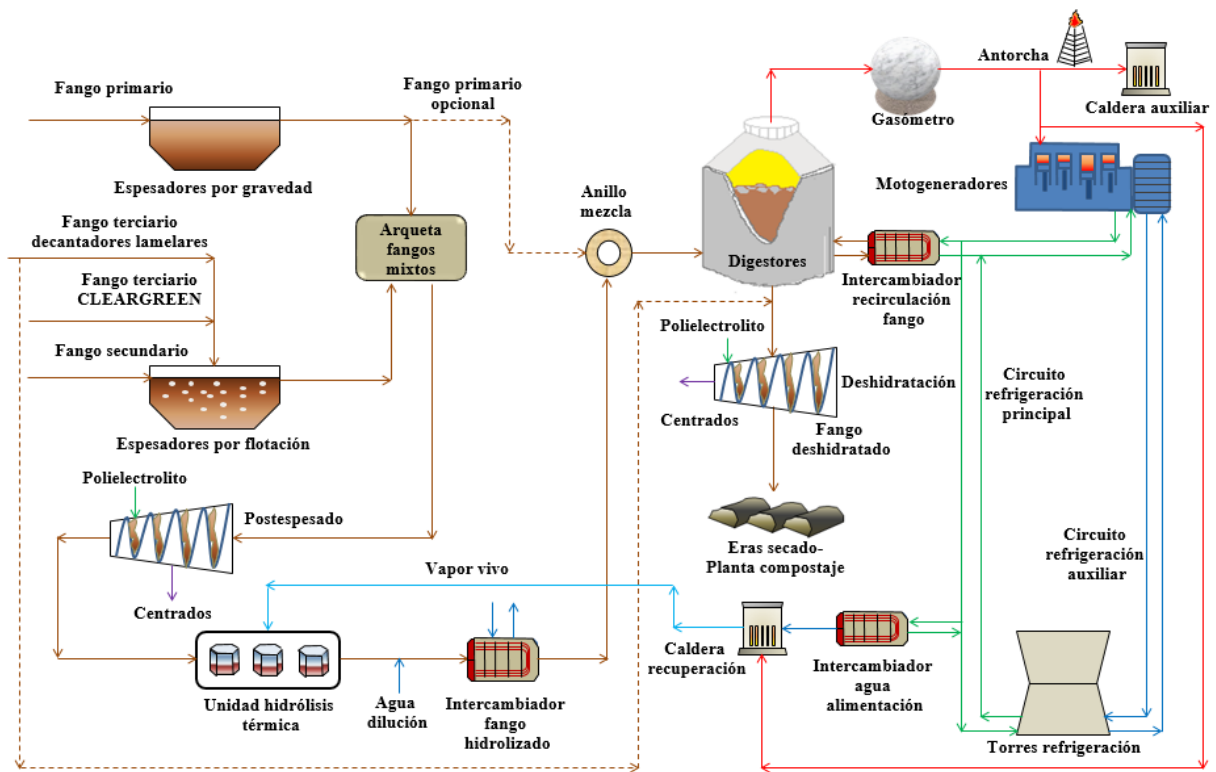 Fango primario
Espesadores por gravedad
Fango terciario
decantadores lamelares
Fango terciario
CLEARGREEN
Fango secundario
Espesadores por flotación
Fango primario
opcional
Arqueta
fangos
mixtos
Anillo
mezcla
Digestores
Gasómetro
Antorcha
Caldera auxiliar
Motogeneradores
Intercambiador
recirculación
fango
Polielectrolito
Deshidratación
Centrados
Fango
deshidratado
Eras secado-
Planta compostaje
Circuito
refrigeración
principal
Circuito
refrigeración
auxiliar
Polielectrolito
Postespesado
Centrados
Vapor vivo
Unidad hidrólisis
térmica
Agua
dilución
Intercambiador
fango
hidrolizado
Caldera
recuperación
Intercambiador
agua
alimentación
Torres refrigeración